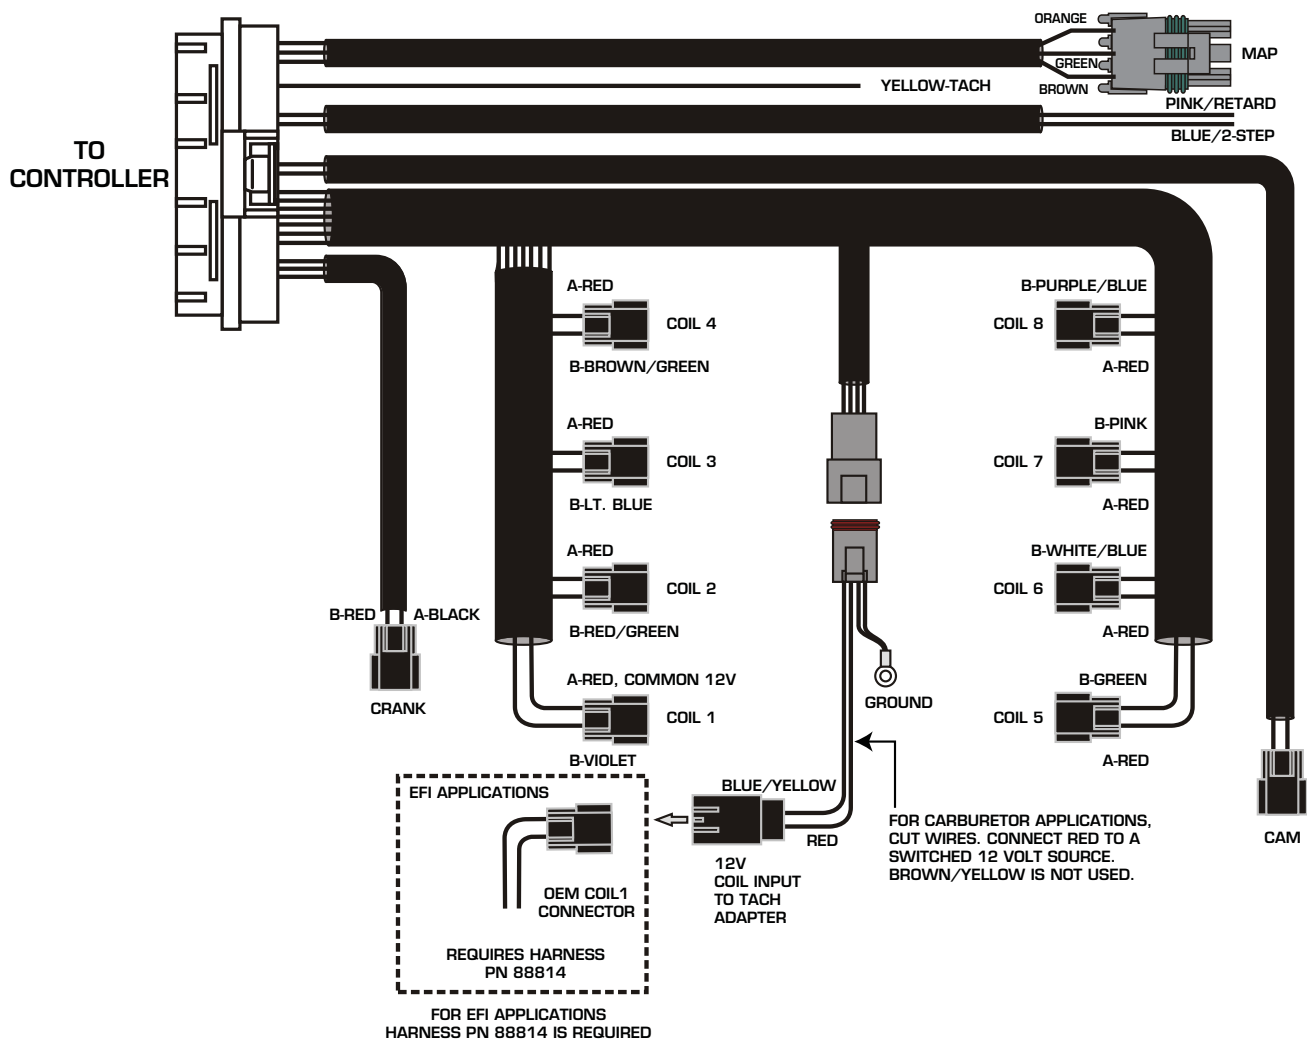 ORANGE
MAP
GREEN
YELLOW-TACH
BROWN
PINK/RETARD
BLUE/2-STEP
TO
CONTROLLER
A-RED
COIL 4
B-BROWN/GREEN
B-PURPLE/BLUE
COIL 8
A-RED
A-RED
COIL 3
B-LT. BLUE
B-PINK
COIL 7
A-RED
A-RED
COIL 2
B-RED/GREEN
B-WHITE/BLUE
COIL 6
A-RED
B-RED
A-BLACK
CRANK
A-RED, COMMON 12V
COIL 1
B-VIOLET
GROUND
B-GREEN
COIL 5
A-RED
EFI APPLICATIONS
OEM COIL1
CONNECTOR
REQUIRES HARNESS
PN 88814
FOR EFI APPLICATIONS
HARNESS PN 88814 IS REQUIRED
BLUE/YELLOW
RED
12V
COIL INPUT
TO TACH
ADAPTER
FOR CARBURETOR APPLICATIONS,
CUT WIRES. CONNECT RED TO A
SWITCHED 12 VOLT SOURCE.
BROWN/YELLOW IS NOT USED.
CAM